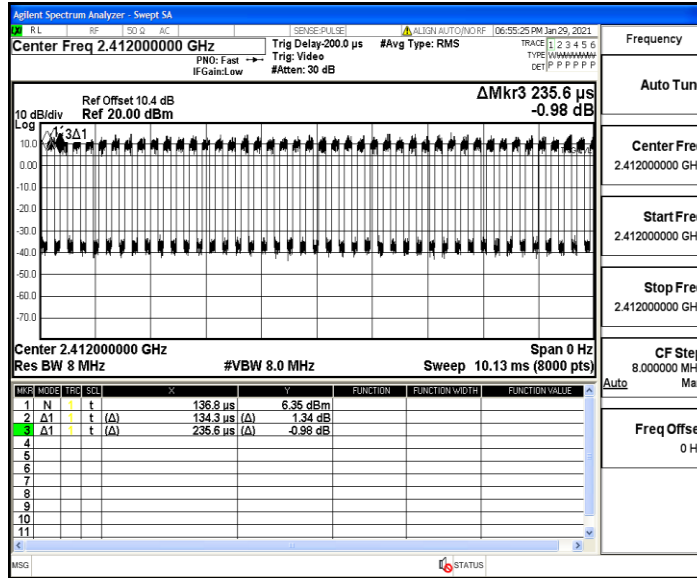 Agilent Spectrum Analyzer - Swept SA
RL RF 50 Ω AC SENSE:PULSE ALIGN AUTO/NO RF 06:55:25 PM Jan 29, 2021
Center Freq 2.412000000 GHz
PNO: Fast
IFGain:Low
Trig Delay-200.0 µs
Trig: Video
#Atten: 30 dB
#Avg Type: RMS
TRACE 1 2 3 4 5 6
TYPE
DET P P P P P P
ΔMkr3 235.6 µs
-0.98 dB
Ref Offset 10.4 dB
10 dB/div Ref 20.00 dBm
Log
3Δ1
10.0
0.00
-10.0
-20.0
-30.0
-40.0
-50.0
-60.0
-70.0
Center 2.412000000 GHz Span 0 Hz
Res BW 8 MHz #VBW 8.0 MHz Sweep 10.13 ms (8000 pts)
MKR MODE TRC SCL X Y FUNCTION FUNCTION WIDTH FUNCTION VALUE
1 N 1 t 136.8 µs 6.35 dBm
2 Δ1 1 t (Δ) 134.3 µs (Δ) 1.34 dB
3 Δ1 1 t (Δ) 235.6 µs (Δ) -0.98 dB
4
5
6
7
8
9
10
11
MSG STATUS
Frequency
Auto Tun
Center Fre
2.412000000 GH
Start Fre
2.412000000 GH
Stop Fre
2.412000000 GH
CF Ste
8.000000 MH
Auto Ma
Freq Offse
0 H